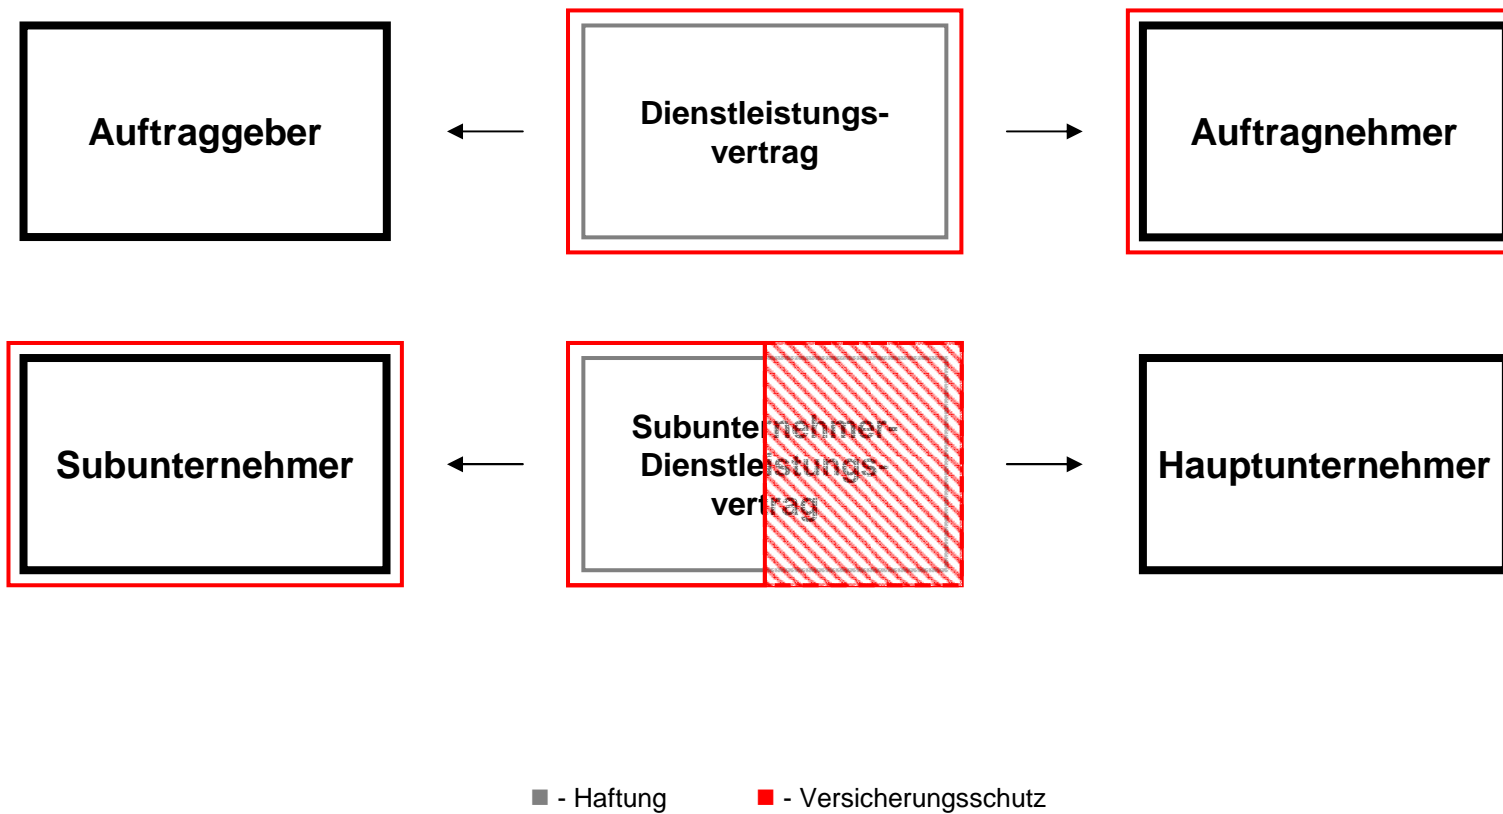 Auftraggeber
Dienstleistungs-
vertrag
Auftragnehmer
Subunternehmer
Subunternehmer-
Dienstleistungs-
vertrag
Hauptunternehmer
- Haftung
- Versicherungsschutz